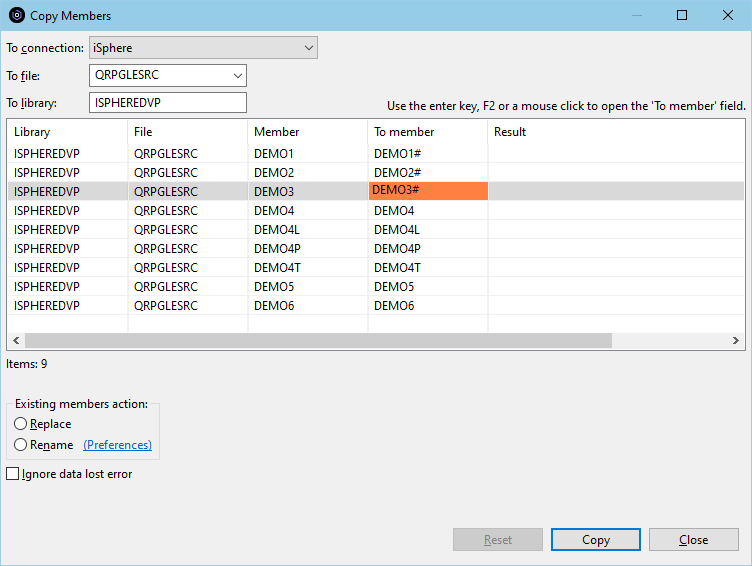 Copy Members
To connection: iSphere
To file: QRPGLESRC
To library: ISPHEREDVP
Use the enter key, F2 or a mouse click to open the 'To member' field.
Library File Member To member Result
ISPHEREDVP QRPGLESRC DEMO1 DEMO1#
ISPHEREDVP QRPGLESRC DEMO2 DEMO2#
ISPHEREDVP QRPGLESRC DEMO3 DEMO3#
ISPHEREDVP QRPGLESRC DEMO4 DEMO4
ISPHEREDVP QRPGLESRC DEMO4L DEMO4L
ISPHEREDVP QRPGLESRC DEMO4P DEMO4P
ISPHEREDVP QRPGLESRC DEMO4T DEMO4T
ISPHEREDVP QRPGLESRC DEMO5 DEMO5
ISPHEREDVP QRPGLESRC DEMO6 DEMO6
Items: 9
Existing members action:
Replace
Rename (Preferences)
Ignore data lost error
Reset Copy Close